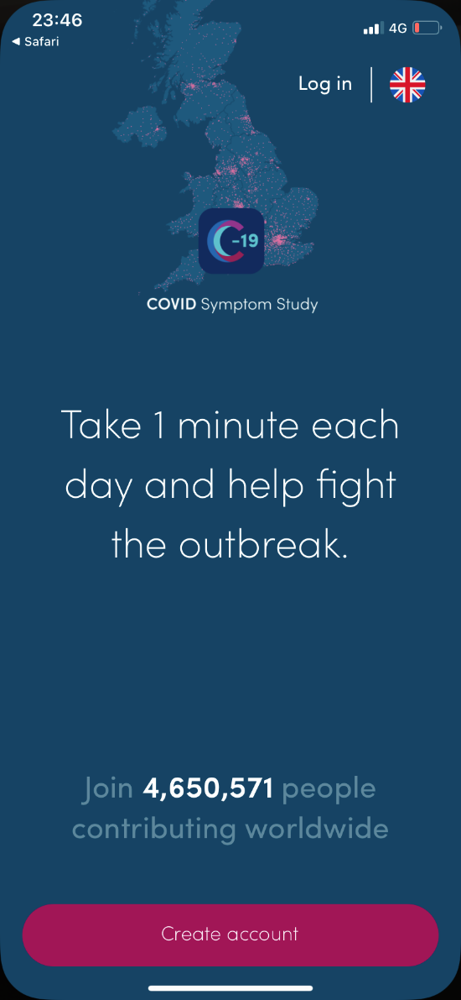 23:46
4G
◀ Safari
Log in
C-19
COVID Symptom Study
Take 1 minute each
day and help fight
the outbreak.
Join 4,650,571 people
contributing worldwide
Create account